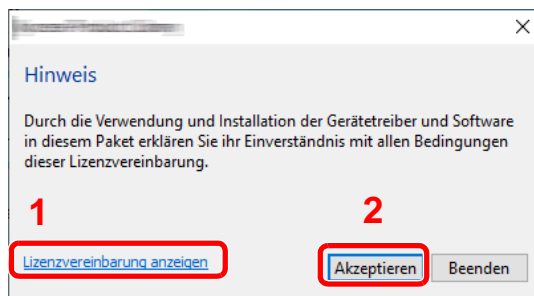 Hinweis
Durch die Verwendung und Installation der Gerätetreiber und Software
in diesem Paket erklären Sie ihr Einverständnis mit allen Bedingungen
dieser Lizenzvereinbarung.
1
2
Lizenzvereinbarung anzeigen
Akzeptieren Beenden